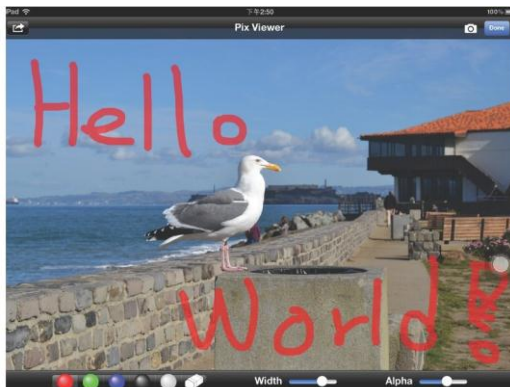 iPad 下午2:50 100%
Pix Viewer
Done
Hello
World!
Width Alpha